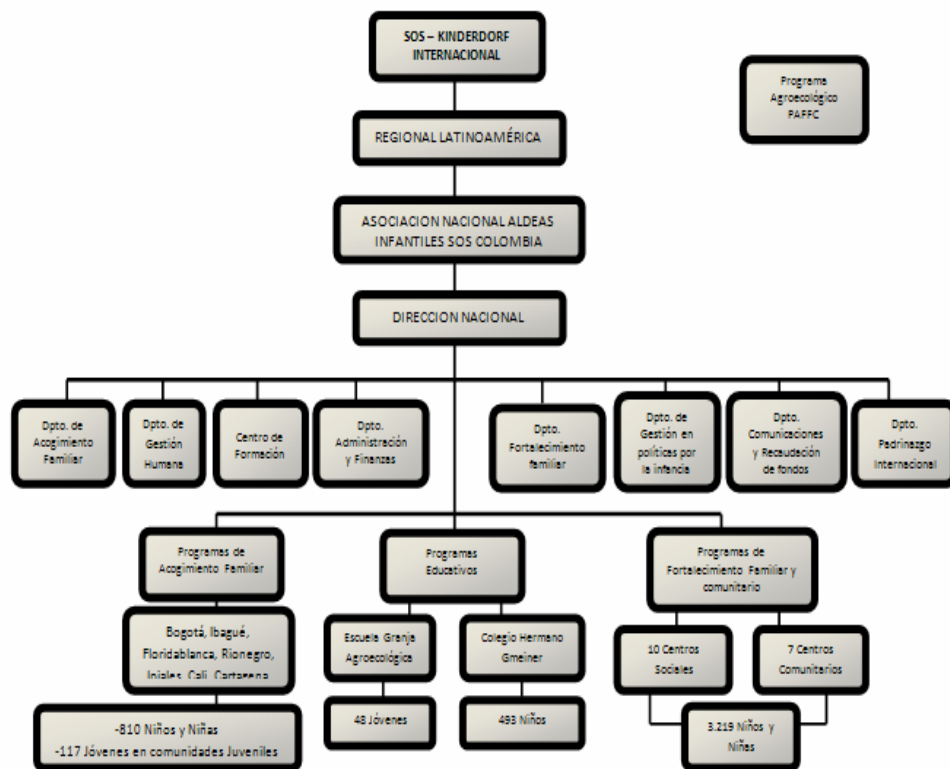 SOS – KINDERDORF
INTERNACIONAL
Programa
Agroecológico
PAFFC
REGIONAL LATINOAMÉRICA
ASOCIACION NACIONAL ALDEAS
INFANTILES SOS COLOMBIA
DIRECCION NACIONAL
Dpto. de
Acogimiento
Familiar
Dpto. de
Gestión
Humana
Centro de
Formación
Dpto.
Administración
y Finanzas
Dpto.
Fortalecimiento
familiar
Dpto. de
Gestión en
políticas por
la infancia
Dpto.
Comunicaciones
y Recaudación
de fondos
Dpto.
Padrinazgo
Internacional
Programas de
Acogimiento Familiar
Programas
Educativos
Programas de
Fortalecimiento Familiar y
comunitario
Bogotá, Ibagué,
Floridablanca, Rionegro,
Ipiales, Cali, Cartagena
Escuela Granja
Agroecológica
Colegio Hermano
Gmeiner
10 Centros
Sociales
7 Centros
Comunitarios
-810 Niños y Niñas
-117 Jóvenes en comunidades Juveniles
48 Jóvenes
493 Niños
3.219 Niños y
Niñas